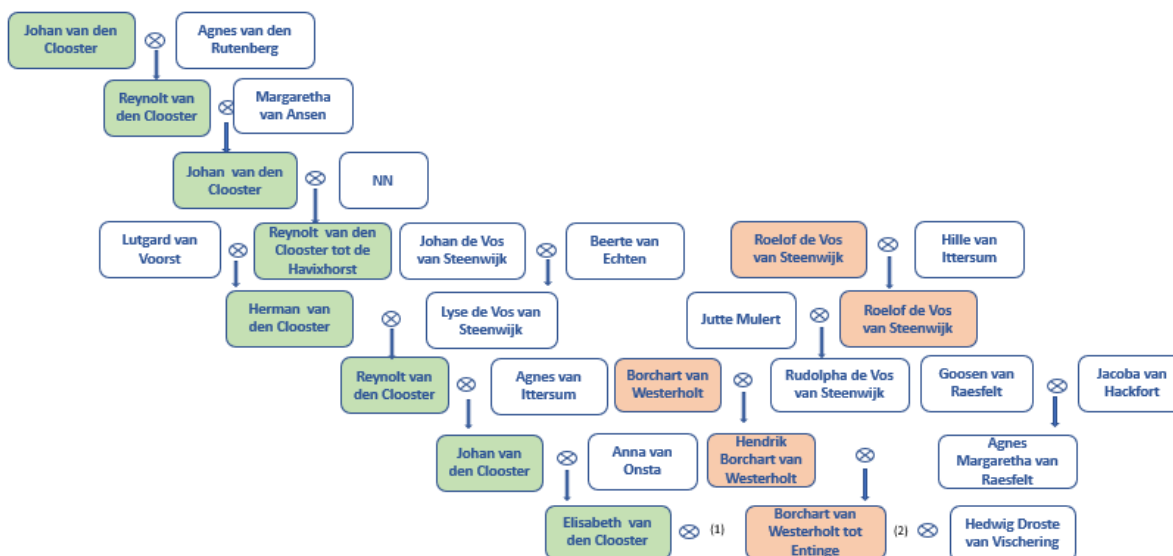 Johan van den
Clooster
Agnes van den
Rutenberg
Reynolt van
den Clooster
Margaretha
van Ansen
Johan van den
Clooster
NN
Lutgard van
Voorst
Reynolt van den
Clooster tot de
Havixhorst
Johan de Vos
van Steenwijk
Beerte van
Echten
Roelof de Vos
van Steenwijk
Hille van
Ittersum
Herman van
den Clooster
Lyse de Vos van
Steenwijk
Jutte Mulert
Roelof de Vos
van Steenwijk
Reynolt van
den Clooster
Agnes van
Ittersum
Borchart van
Westerholt
Rudolpha de Vos
van Steenwijk
Goosen van
Raesfelt
Jacoba van
Hackfort
Johan van
den Clooster
Anna van
Onsta
Hendrik
Borchart van
Westerholt
Agnes
Margaretha van
Raesfelt
Elisabeth van
den Clooster
(1)
Borchart van
Westerholt tot
Entinge
(2)
Hedwig Droste
van Vischering